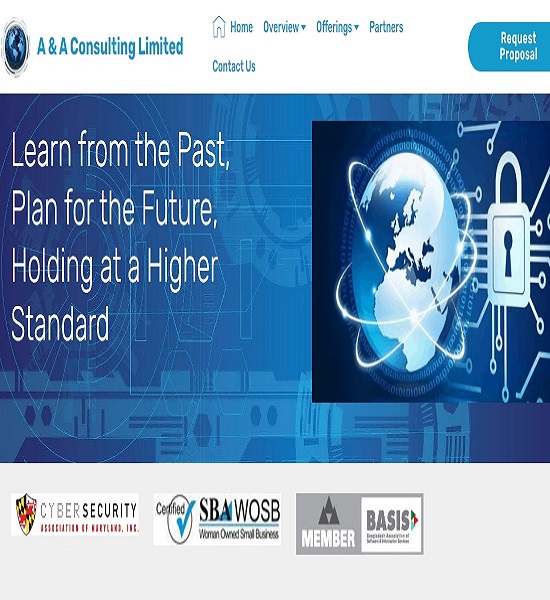 A & A Consulting Limited
Home Overview Offerings Partners
Contact Us
Request
Proposal
Learn from the Past,
Plan for the Future,
Holding at a Higher
Standard
CYBERSECURITY
ASSOCIATION OF MARYLAND, INC.
Certified
SBA WOSB
Woman Owned Small Business
MEMBER
BASIS
Bangladesh Association of
Software & Information Services